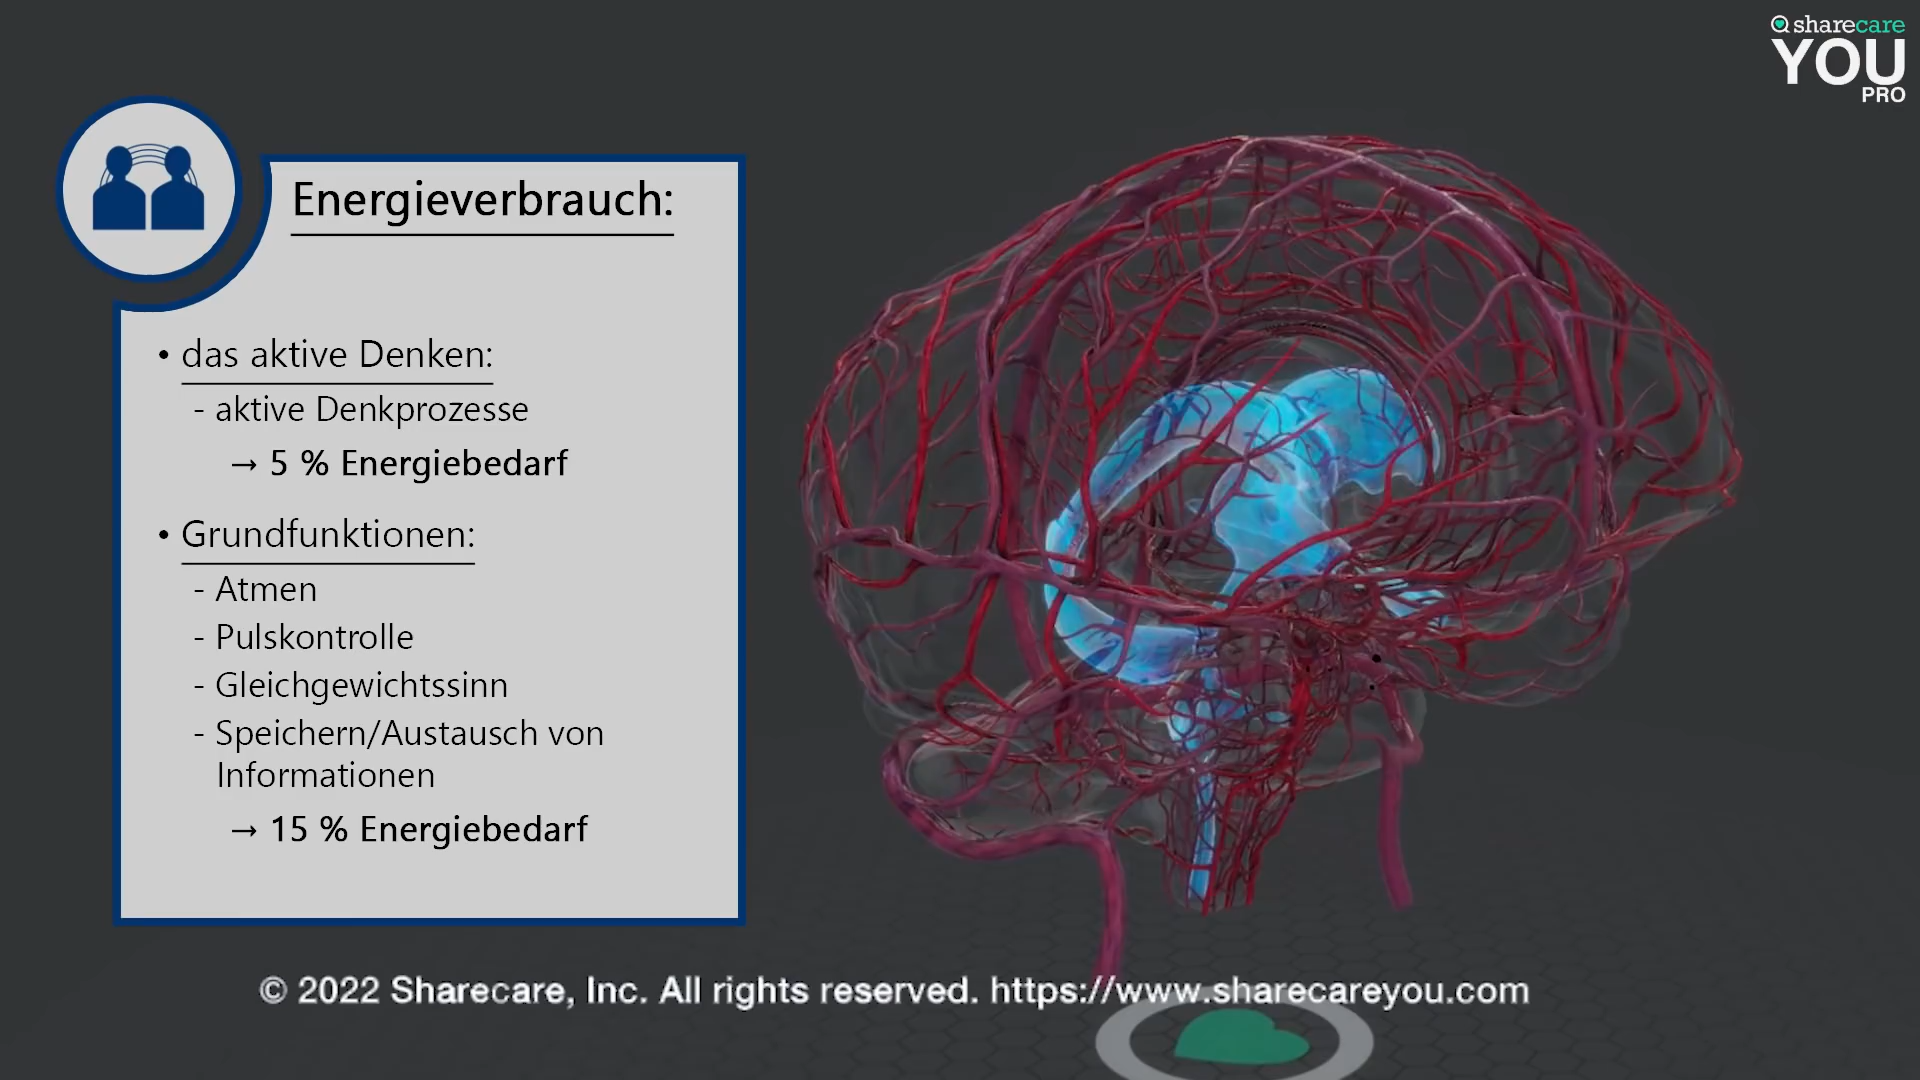 sharecare
YOU
PRO
Energieverbrauch:
• das aktive Denken:
- aktive Denkprozesse
→ 5 % Energiebedarf
• Grundfunktionen:
- Atmen
- Pulskontrolle
- Gleichgewichtssinn
- Speichern/Austausch von
Informationen
→ 15 % Energiebedarf
© 2022 Sharecare, Inc. All rights reserved. https://www.sharecareyou.com